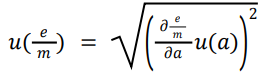 u(e/m) = √((∂ e/m / ∂a) u(a))²